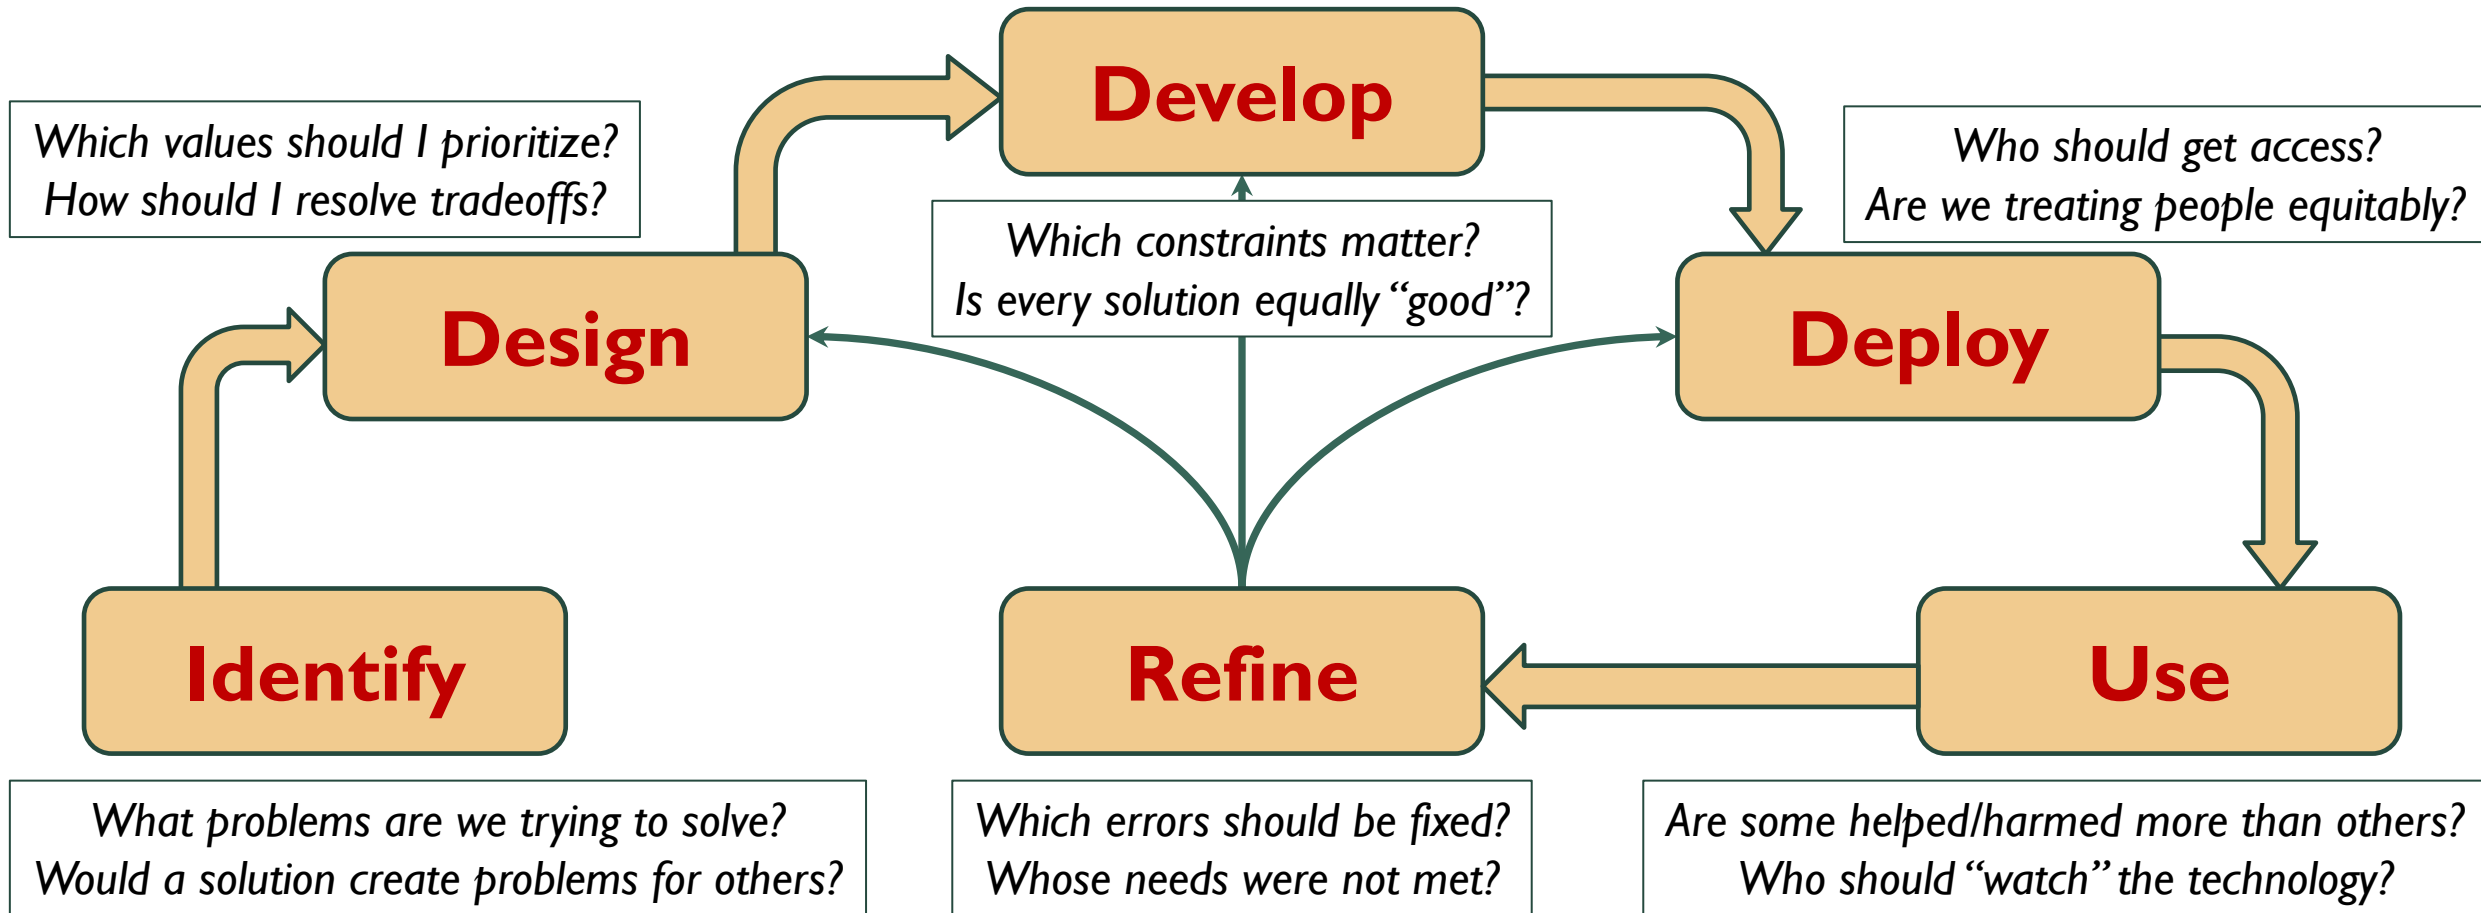 Develop
Which values should I prioritize?
How should I resolve tradeoffs?
Who should get access?
Are we treating people equitably?
Which constraints matter?
Is every solution equally “good”?
Design
Deploy
Identify
Refine
Use
What problems are we trying to solve?
Would a solution create problems for others?
Which errors should be fixed?
Whose needs were not met?
Are some helped/harmed more than others?
Who should “watch” the technology?